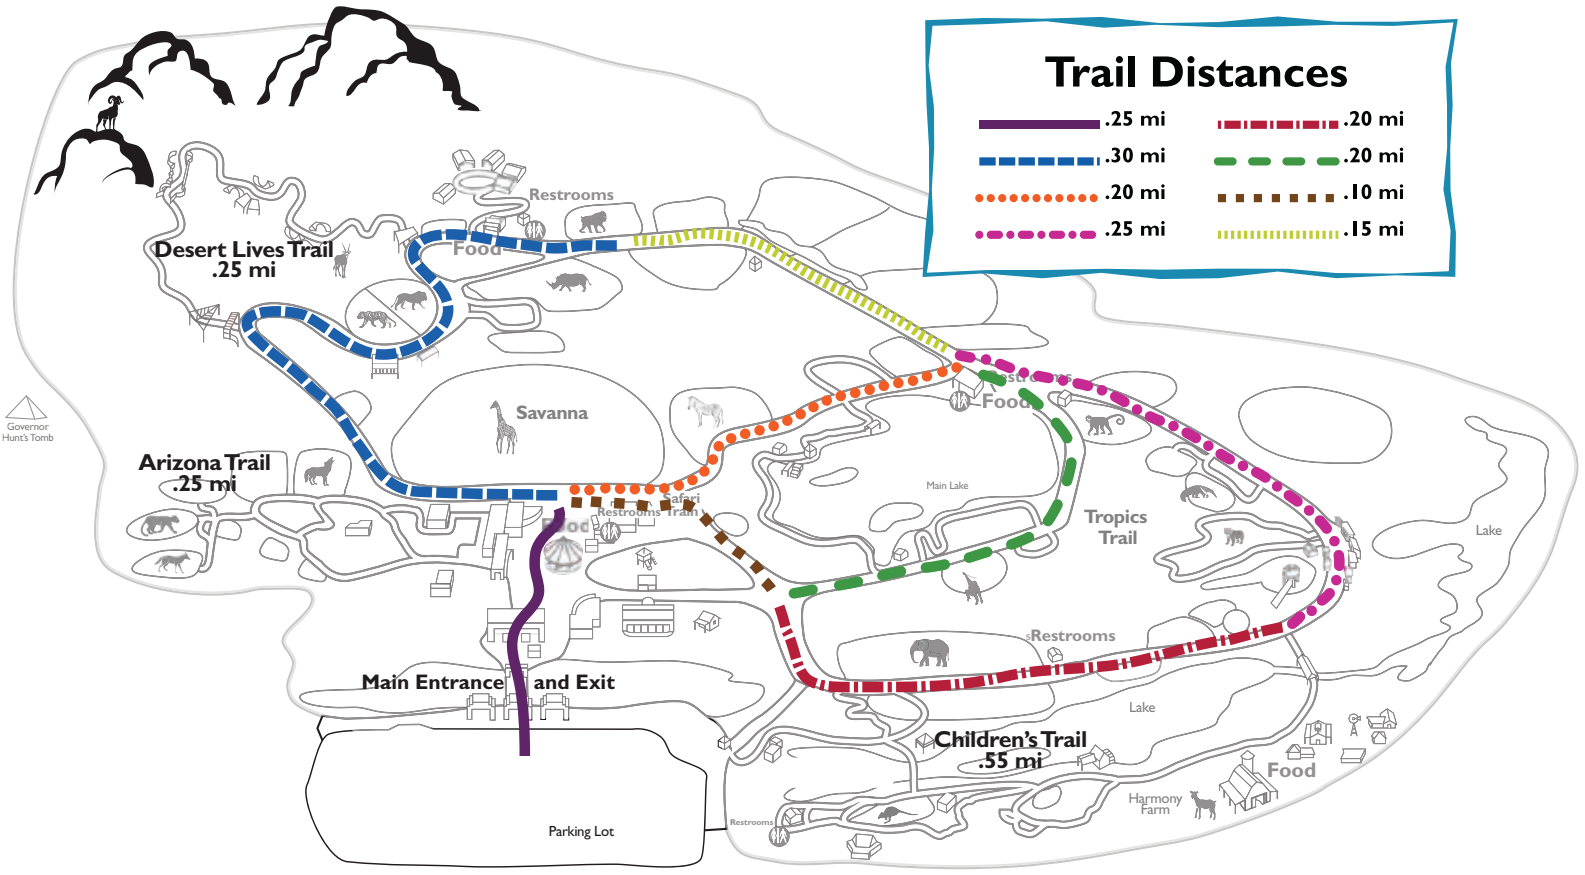 Trail Distances
.25 mi
.20 mi
.30 mi
.20 mi
.20 mi
.10 mi
.25 mi
.15 mi
Restrooms
Desert Lives Trail
.25 mi
Food
Savanna
Restrooms
Food
Governor
Hunt's Tomb
Arizona Trail
.25 mi
Main Lake
Safari
Train
Restrooms
Food
Tropics
Trail
Lake
Restrooms
Main Entrance and Exit
Lake
Children's Trail
.55 mi
Food
Harmony
Farm
Restrooms
Parking Lot